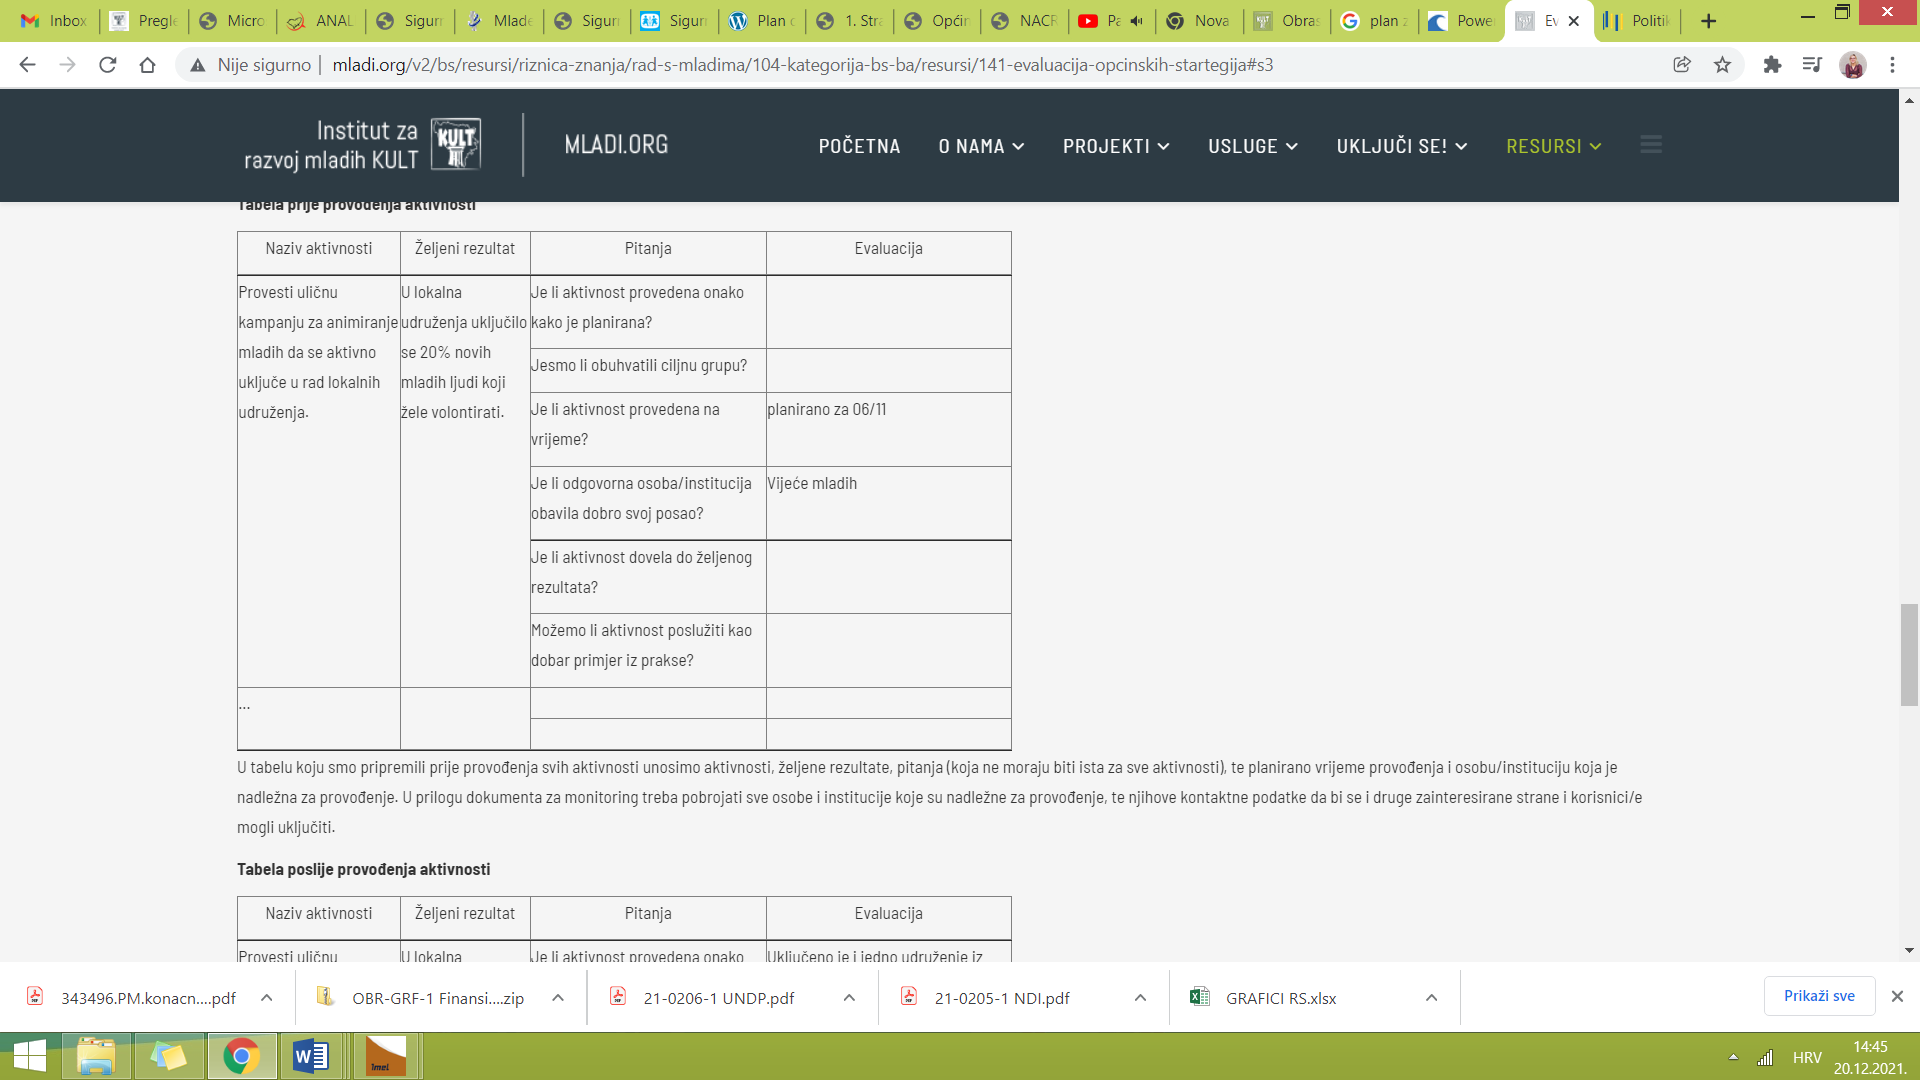 Inbox
Pregle
Micro
ANAL
Sigurn
Mlade
Sigurn
Sigurn
Plan
1. Stra
Općin
NACR
Pa
Nova
Obras
plan z
Powe
Ev
Politik
Nije sigurno | mladi.org/v2/bs/resursi/riznica-znanja/rad-s-mladima/104-kategorija-bs-ba/resursi/141-evaluacija-opcinskih-startegija#s3
Institut za
razvoj mladih KULT
KULT
MLADI.ORG
POČETNA
O NAMA
PROJEKTI
USLUGE
UKLJUČI SE!
RESURSI
Tabela prije provođenja aktivnosti
Naziv aktivnosti
Željeni rezultat
Pitanja
Evaluacija
Provesti uličnu
kampanju za animiranje
mladih da se aktivno
uključe u rad lokalnih
udruženja.
U lokalna
udruženja uključilo
se 20% novih
mladih ljudi koji
žele volontirati.
Je li aktivnost provedena onako
kako je planirana?
Jesmo li obuhvatili ciljnu grupu?
Je li aktivnost provedena na
vrijeme?
planirano za 06/11
Je li odgovorna osoba/institucija
obavila dobro svoj posao?
Vijeće mladih
Je li aktivnost dovela do željenog
rezultata?
Možemo li aktivnost poslužiti kao
dobar primjer iz prakse?
...
U tabelu koju smo pripremili prije provođenja svih aktivnosti unosimo aktivnosti, željene rezultate, pitanja (koja ne moraju biti ista za sve aktivnosti), te planirano vrijeme provođenja i osobu/instituciju koja je
nadležna za provođenje. U prilogu dokumenta za monitoring treba pobrojati sve osobe i institucije koje su nadležne za provođenje, te njihove kontaktne podatke da bi se i druge zainteresirane strane i korisnici/e
mogli uključiti.
Tabela poslije provođenja aktivnosti
Naziv aktivnosti
Željeni rezultat
Pitanja
Evaluacija
Provesti uličnu
U lokalna
Je li aktivnost provedena onako
Uključeno je i jedno udruženje iz
343496.PM.konacn....pdf
OBR-GRF-1 Finansi....zip
21-0206-1 UNDP.pdf
21-0205-1 NDI.pdf
GRAFICI RS.xlsx
Prikaži sve
HRV
14:45
20.12.2021.